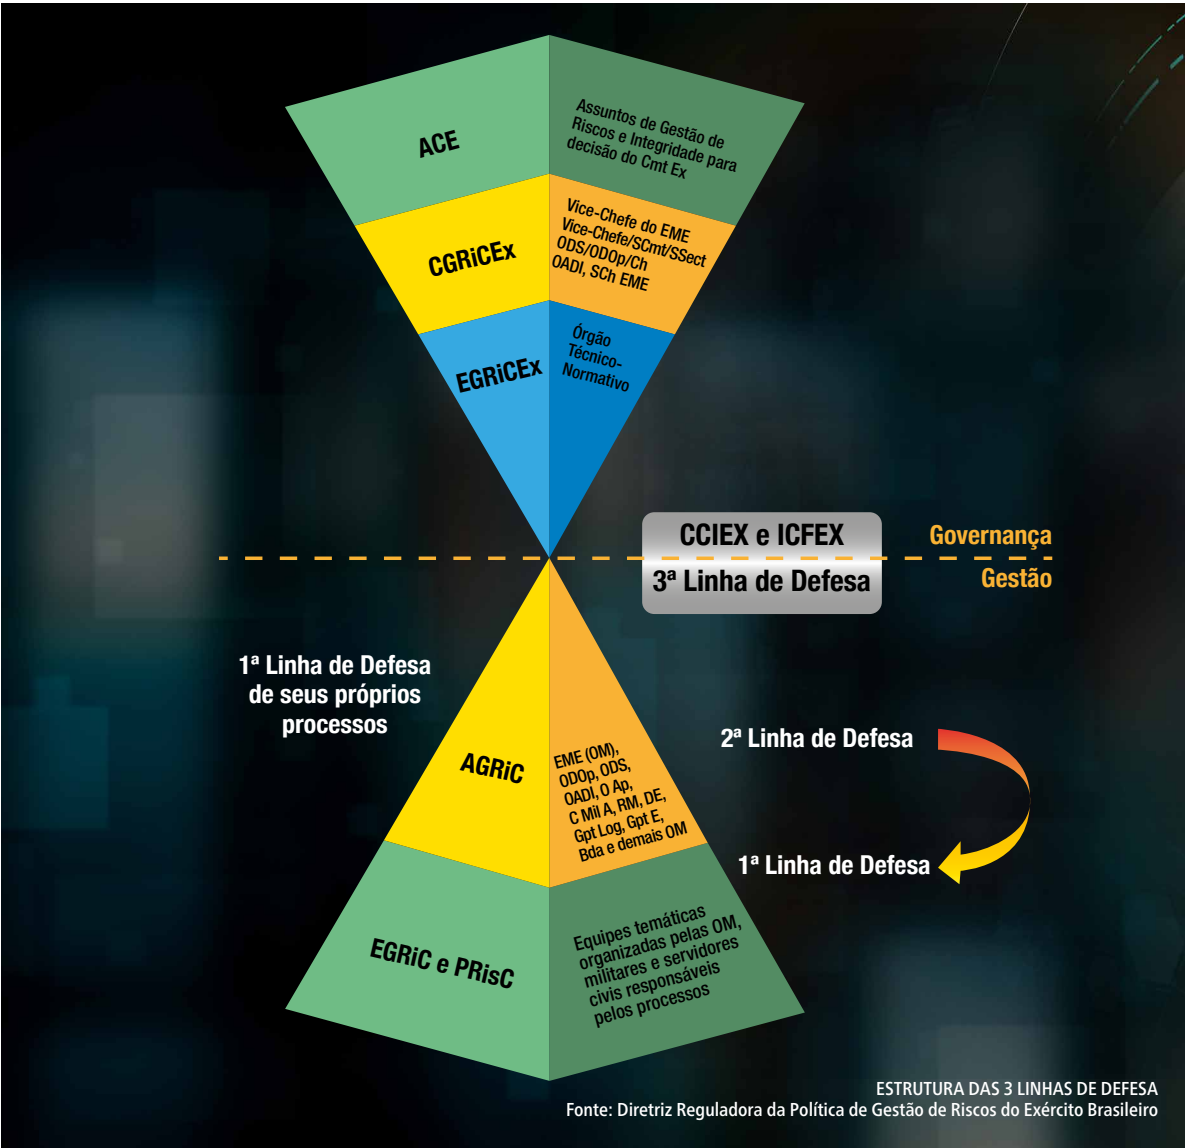 ACE
Assuntos de Gestão de
Riscos e Integridade para
decisão do Cmt Ex
CGRiCEx
Vice-Chefe do EME
Vice-Chefe/SCmt/SSect
ODS/ODOp/Ch
OADI, SCh EME
EGRiCEx
Órgão
Técnico-
Normativo
CCIEX e ICFEX
3ª Linha de Defesa
Governança
Gestão
1ª Linha de Defesa
de seus próprios
processos
AGRiC
EME (OM),
ODOp, ODS,
OADI, O Ap,
C Mil A, RM, DE,
Gpt Log, Gpt E,
Bda e demais OM
2ª Linha de Defesa
1ª Linha de Defesa
EGRiC e PRisC
Equipes temáticas
organizadas pelas OM,
militares e servidores
civis responsáveis
pelos processos
ESTRUTURA DAS 3 LINHAS DE DEFESA
Fonte: Diretriz Reguladora da Política de Gestão de Riscos do Exército Brasileiro